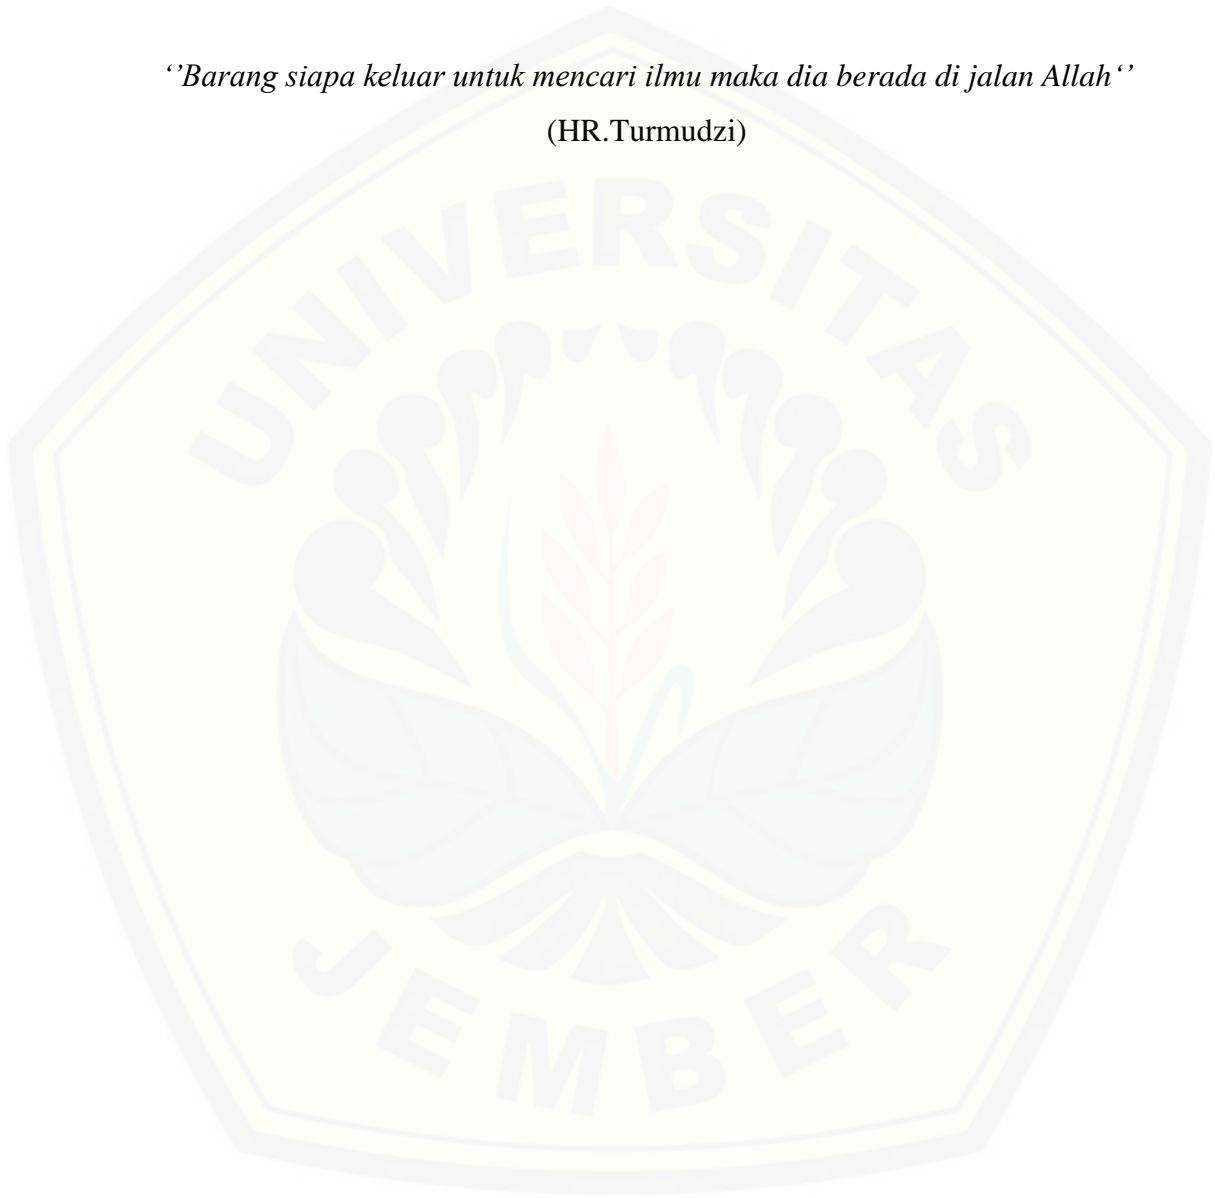 ‘’Barang siapa keluar untuk mencari ilmu maka dia berada di jalan Allah‘’
(HR.Turmudzi)
UNIVERSITAS
JEMBER